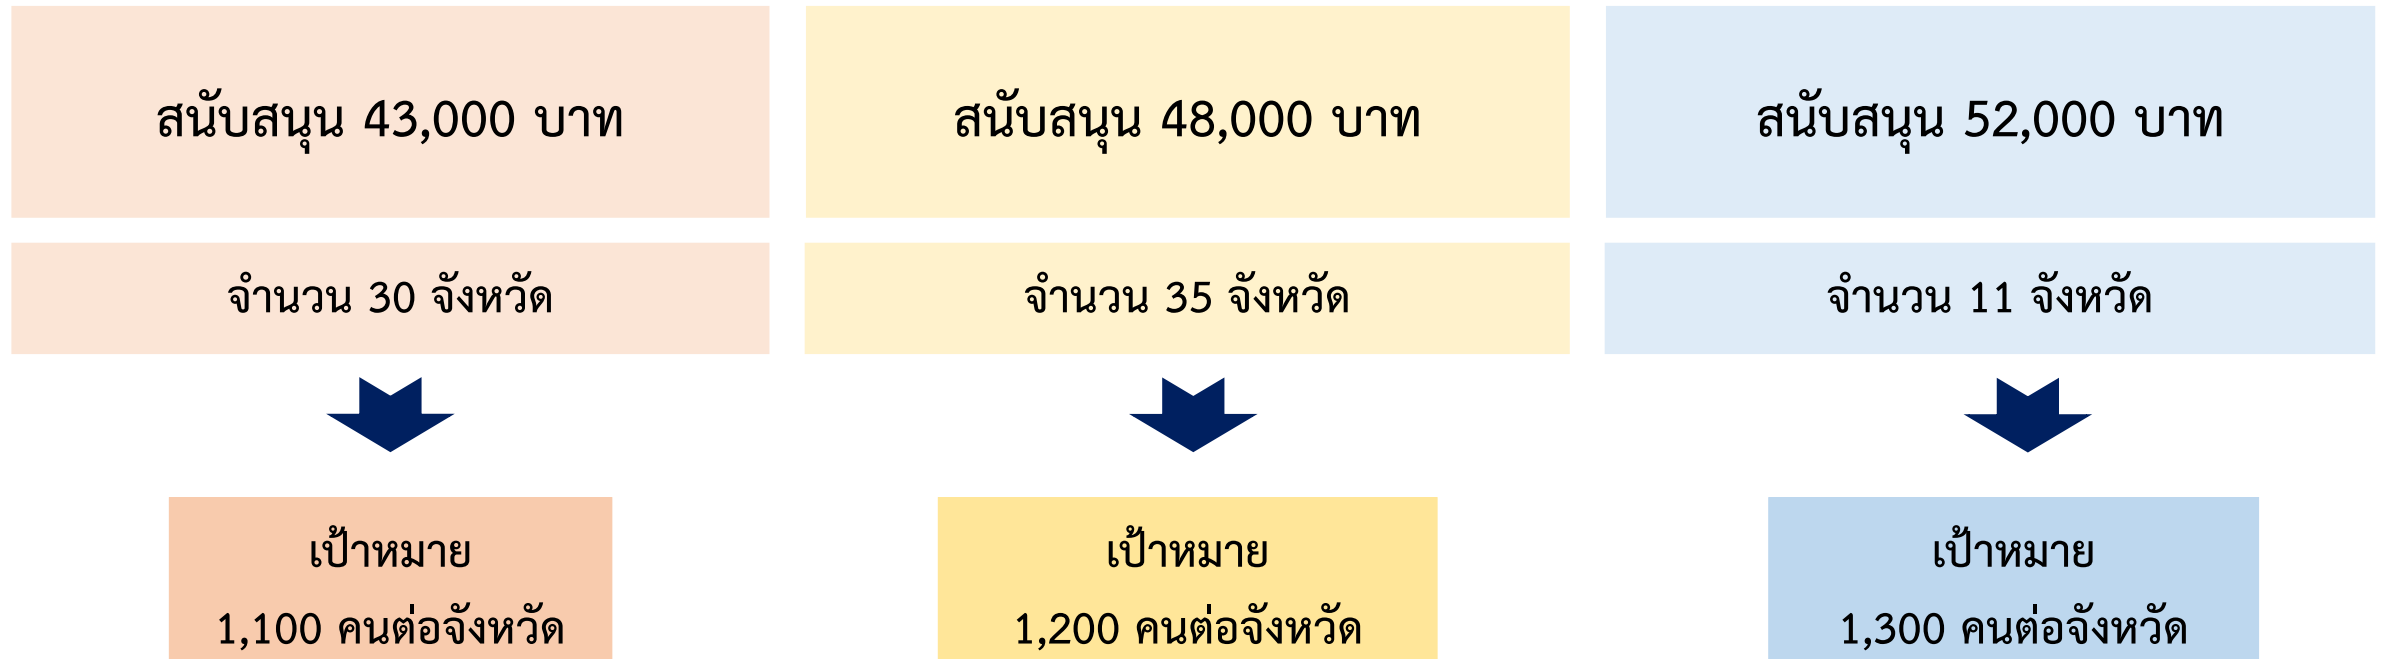 สนับสนุน 43,000 บาท
จำนวน 30 จังหวัด
เป้าหมาย
1,100 คนต่อจังหวัด
สนับสนุน 48,000 บาท
จำนวน 35 จังหวัด
เป้าหมาย
1,200 คนต่อจังหวัด
สนับสนุน 52,000 บาท
จำนวน 11 จังหวัด
เป้าหมาย
1,300 คนต่อจังหวัด